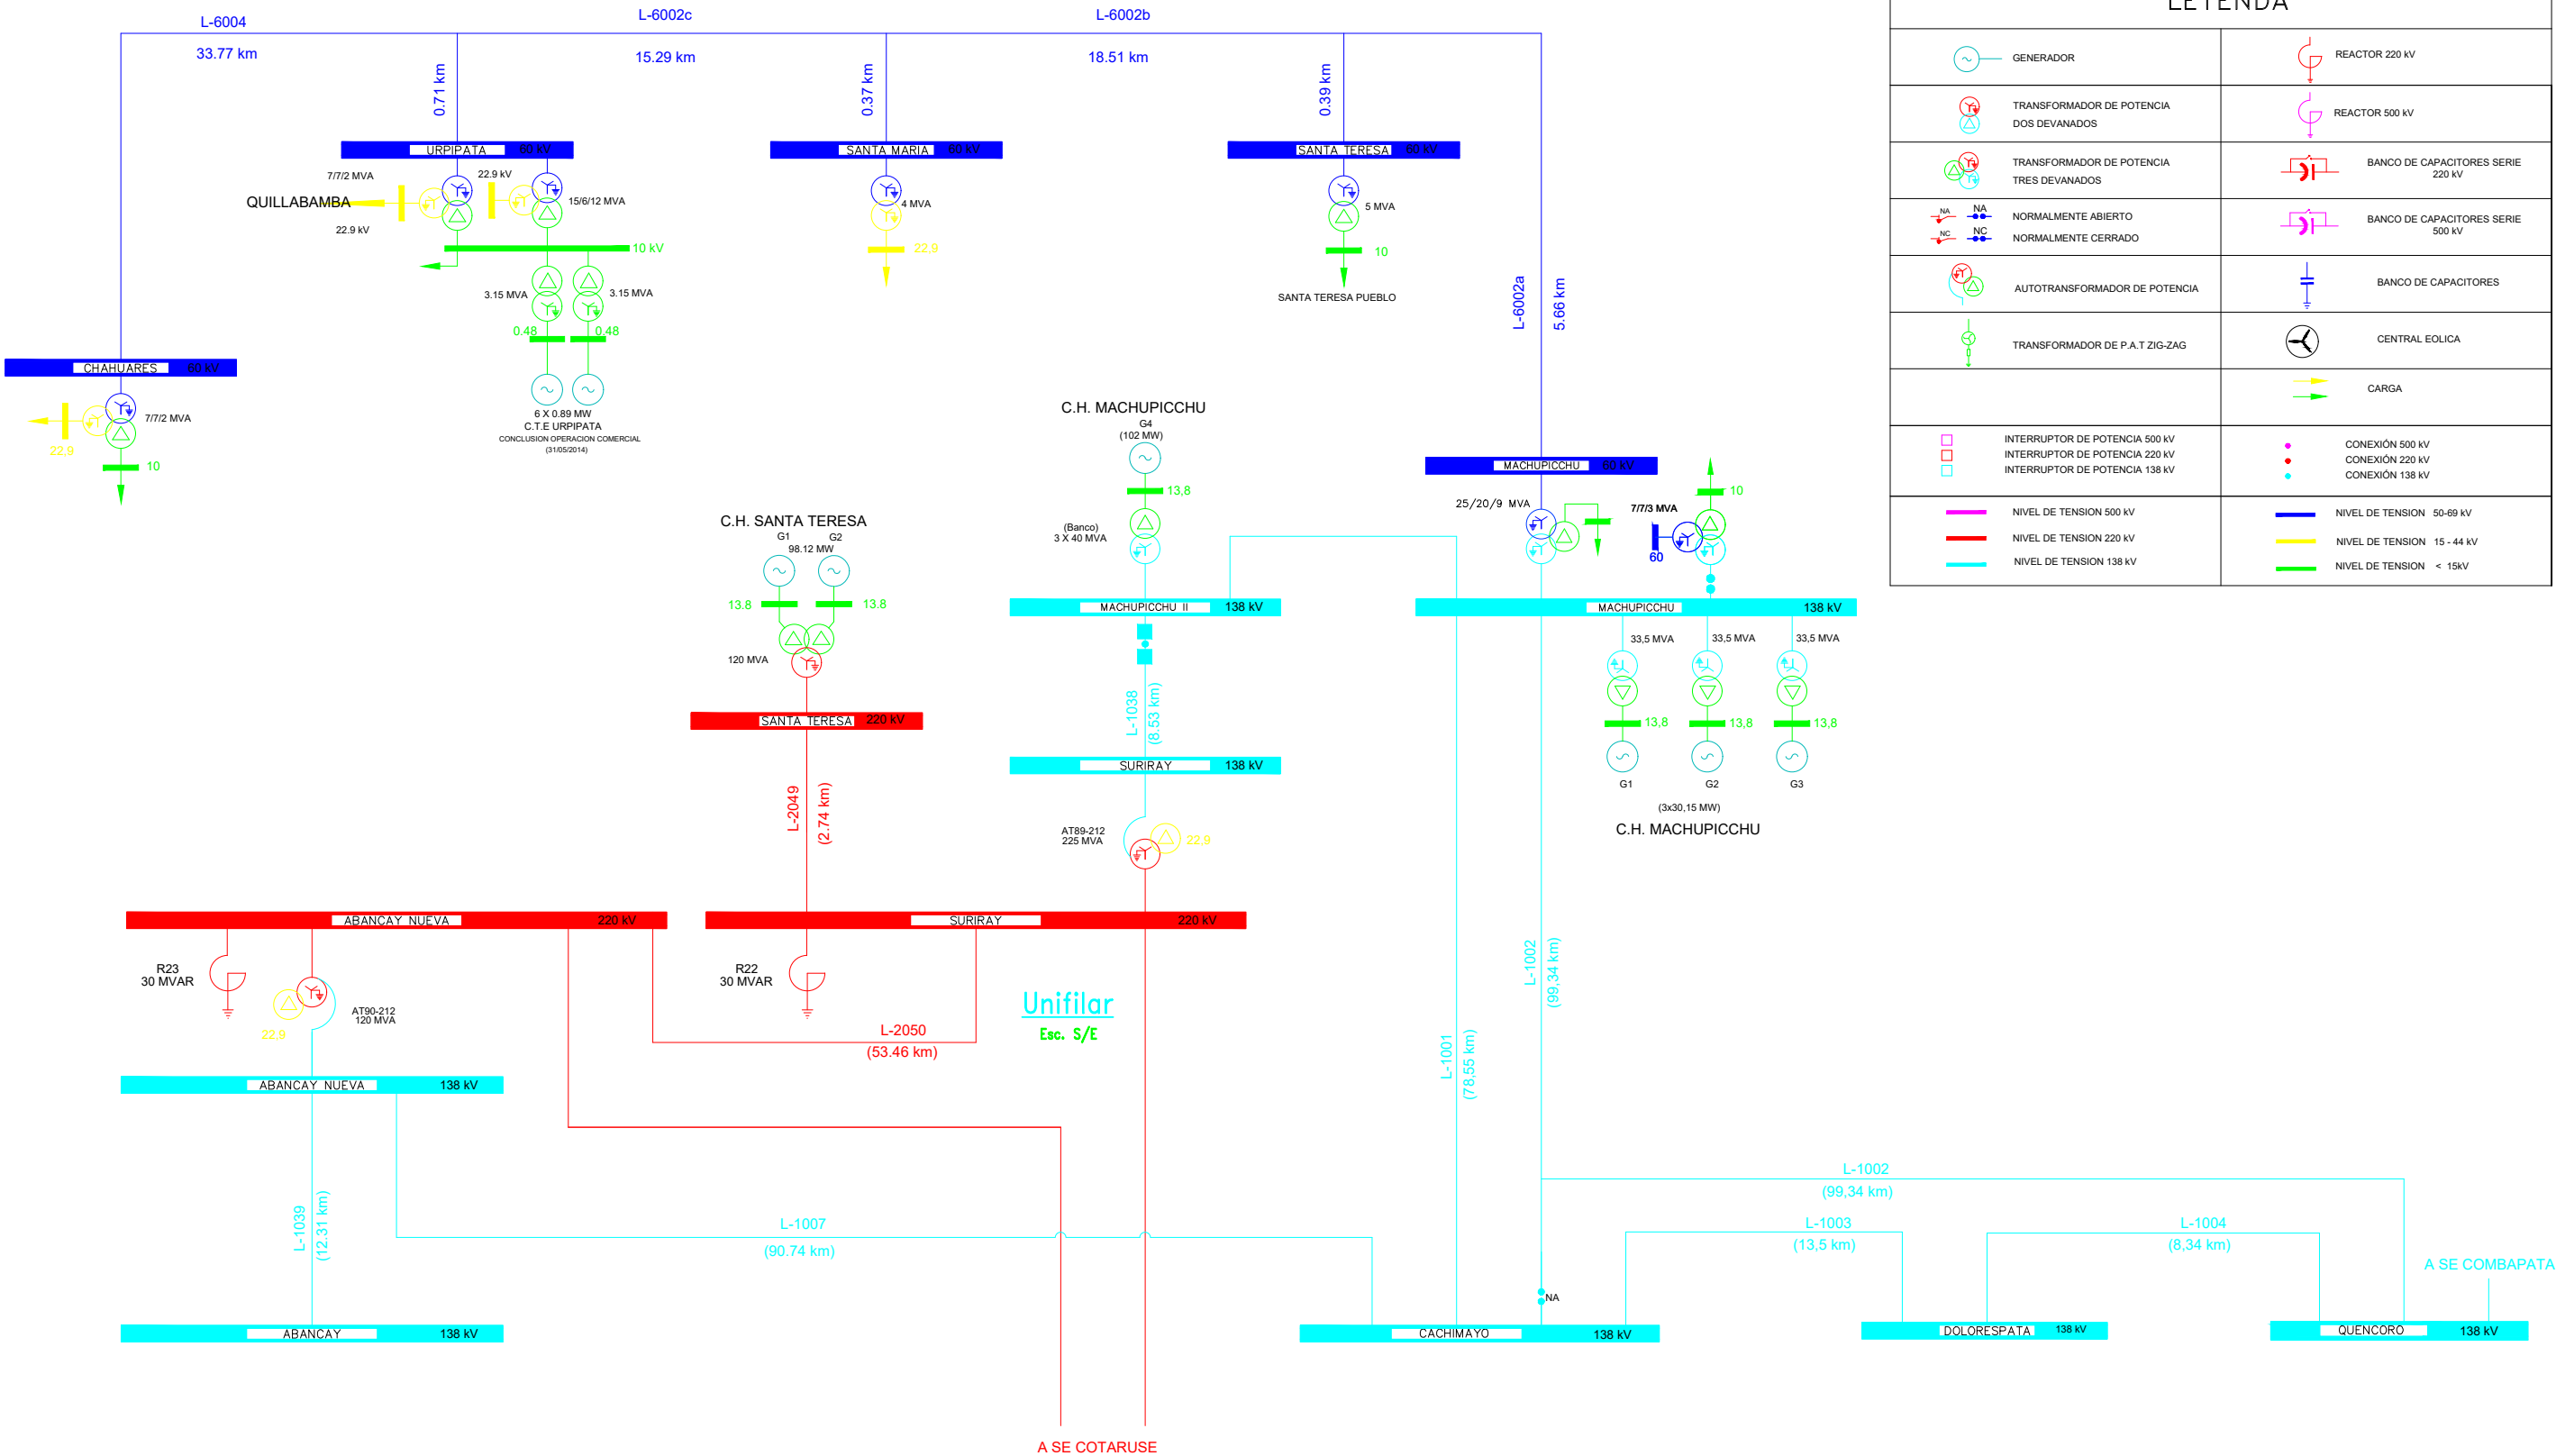 L-6004
33.77 km
L-6002c
15.29 km
L-6002b
18.51 km
0.71 km
0.37 km
0.39 km
URPIPATA 60 kV
SANTA MARIA 60 kV
SANTA TERESA 60 kV
7/7/2 MVA
22.9 kV
QUILLABAMBA
22.9 kV
15/6/12 MVA
10 kV
3.15 MVA
3.15 MVA
0.48
0.48
6 X 0.89 MW
C.T.E URPIPATA
CONCLUSION OPERACION COMERCIAL
(31/05/2014)
4 MVA
22.9
5 MVA
10
SANTA TERESA PUEBLO
CHAHUARES 60 kV
7/7/2 MVA
22.9
10
L-6002a
5.66 km
C.H. MACHUPICCHU
G4
(102 MW)
13.8
(Banco)
3 X 40 MVA
MACHUPICCHU II 138 kV
L-1038
(8.53 km)
SURIRAY 138 kV
AT89-212
225 MVA
22,9
C.H. SANTA TERESA
G1 G2
98.12 MW
13.8
13.8
120 MVA
SANTA TERESA 220 kV
L-2049
(2.74 km)
MACHUPICCHU 60 kV
25/20/9 MVA
7/7/3 MVA
10
60
MACHUPICCHU 138 kV
33,5 MVA
33,5 MVA
33,5 MVA
13,8
13,8
13,8
G1
G2
G3
(3x30,15 MW)
C.H. MACHUPICCHU
ABANCAY NUEVA 220 kV
SURIRAY 220 kV
R23
30 MVAR
AT90-212
120 MVA
22.9
R22
30 MVAR
L-2050
(53.46 km)
Unifilar
Esc. S/E
ABANCAY NUEVA 138 kV
L-1039
(12.31 km)
L-1007
(90.74 km)
L-1001
(78,55 km)
L-1002
(99,34 km)
L-1002
(99,34 km)
L-1003
(13,5 km)
L-1004
(8,34 km)
A SE COMBAPATA
NA
ABANCAY 138 kV
CACHIMAYO 138 kV
DOLORESPATA 138 kV
QUENCORO 138 kV
A SE COTARUSE
LEYENDA
GENERADOR
REACTOR 220 kV
TRANSFORMADOR DE POTENCIA
DOS DEVANADOS
REACTOR 500 kV
TRANSFORMADOR DE POTENCIA
TRES DEVANADOS
BANCO DE CAPACITORES SERIE
220 kV
NA NA NORMALMENTE ABIERTO
NC NC NORMALMENTE CERRADO
BANCO DE CAPACITORES SERIE
500 kV
AUTOTRANSFORMADOR DE POTENCIA
BANCO DE CAPACITORES
TRANSFORMADOR DE P.A.T ZIG-ZAG
CENTRAL EOLICA
CARGA
INTERRUPTOR DE POTENCIA 500 kV
INTERRUPTOR DE POTENCIA 220 kV
INTERRUPTOR DE POTENCIA 138 kV
CONEXIÓN 500 kV
CONEXIÓN 220 kV
CONEXIÓN 138 kV
NIVEL DE TENSION 500 kV
NIVEL DE TENSION 220 kV
NIVEL DE TENSION 138 kV
NIVEL DE TENSION 50-69 kV
NIVEL DE TENSION 15 - 44 kV
NIVEL DE TENSION < 15kV